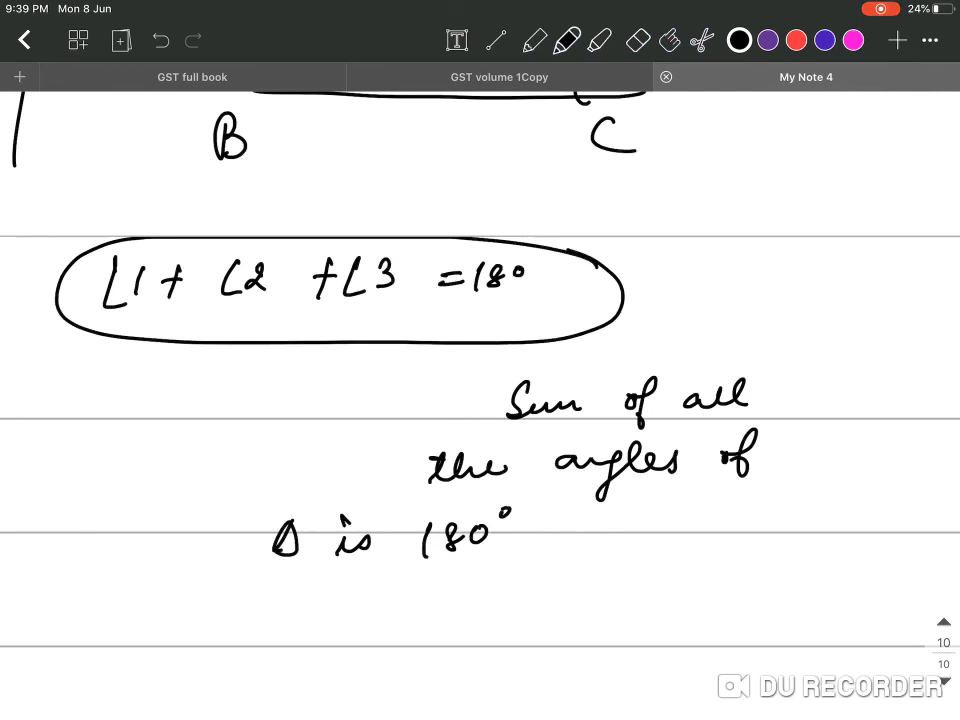 9:39 PM Mon 8 Jun 24%
GST full book GST volume 1Copy My Note 4
B C
∠1 + ∠2 + ∠3 = 180
Sum of all
the angles of
Δ is 180°
10
10
DU RECORDER